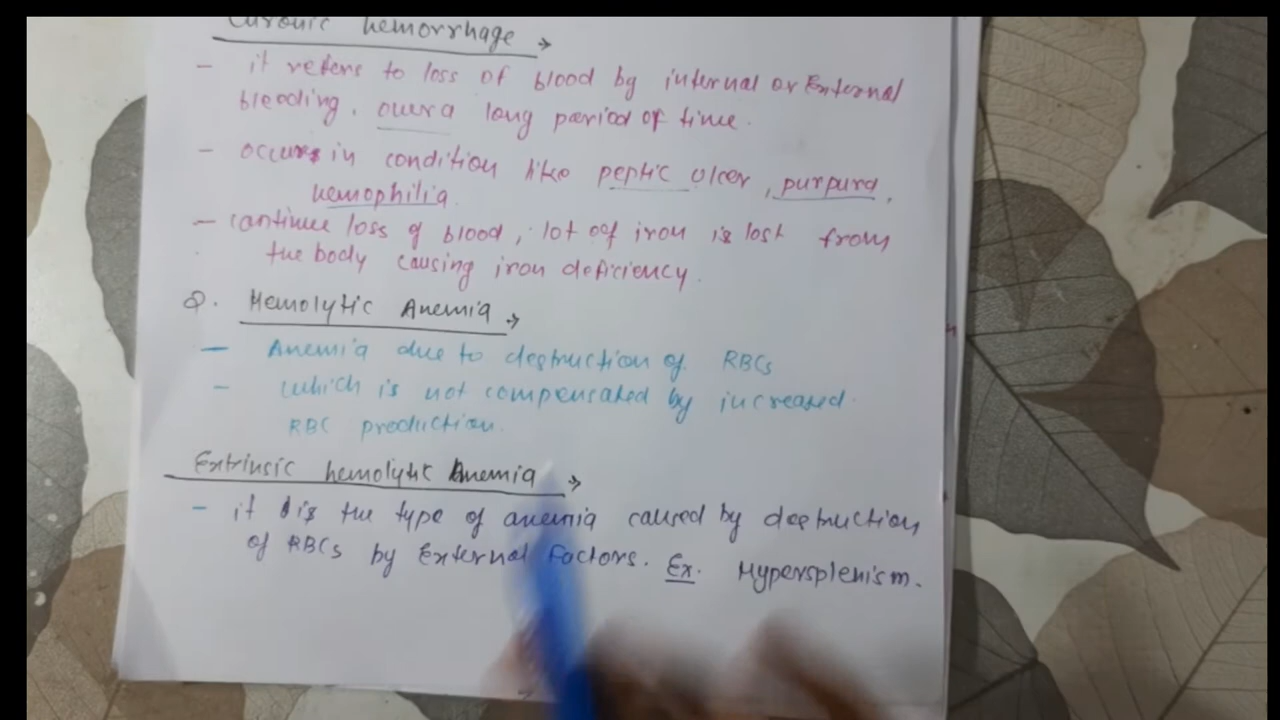 Chronic hemorrhage →
- it refers to loss of blood by internal or External
bleeding. over a long period of time.
- occurs in condition like peptic ulcer, purpura,
hemophilia.
- continue loss of blood, lot of iron is lost from
the body causing iron deficiency.
Q. Hemolytic Anemia →
- Anemia due to destruction of RBCs
- which is not compensated by increased.
RBC production.
Extrinsic hemolytic Anemia →
- it is the type of anemia caused by destruction
of RBCs by External factors. Ex. Hypersplenism.